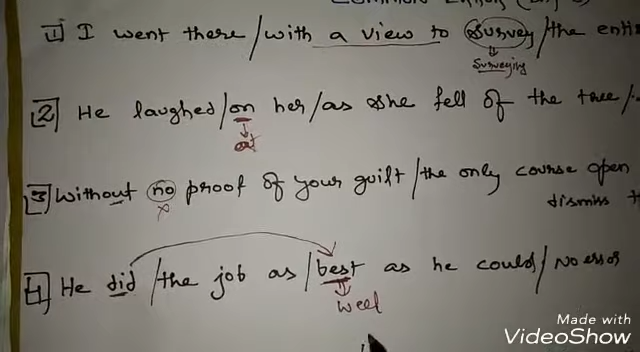 COMMON ERROR
[1] I went there / with a view to survey / the enti
surveying
[2] He laughed / on her / as she fell of the tree /
at
[3] Without no proof of your guilt / the only course open
x
dismiss
[4] He did / the job as / best as he could / No error
well
Made with
VideoShow